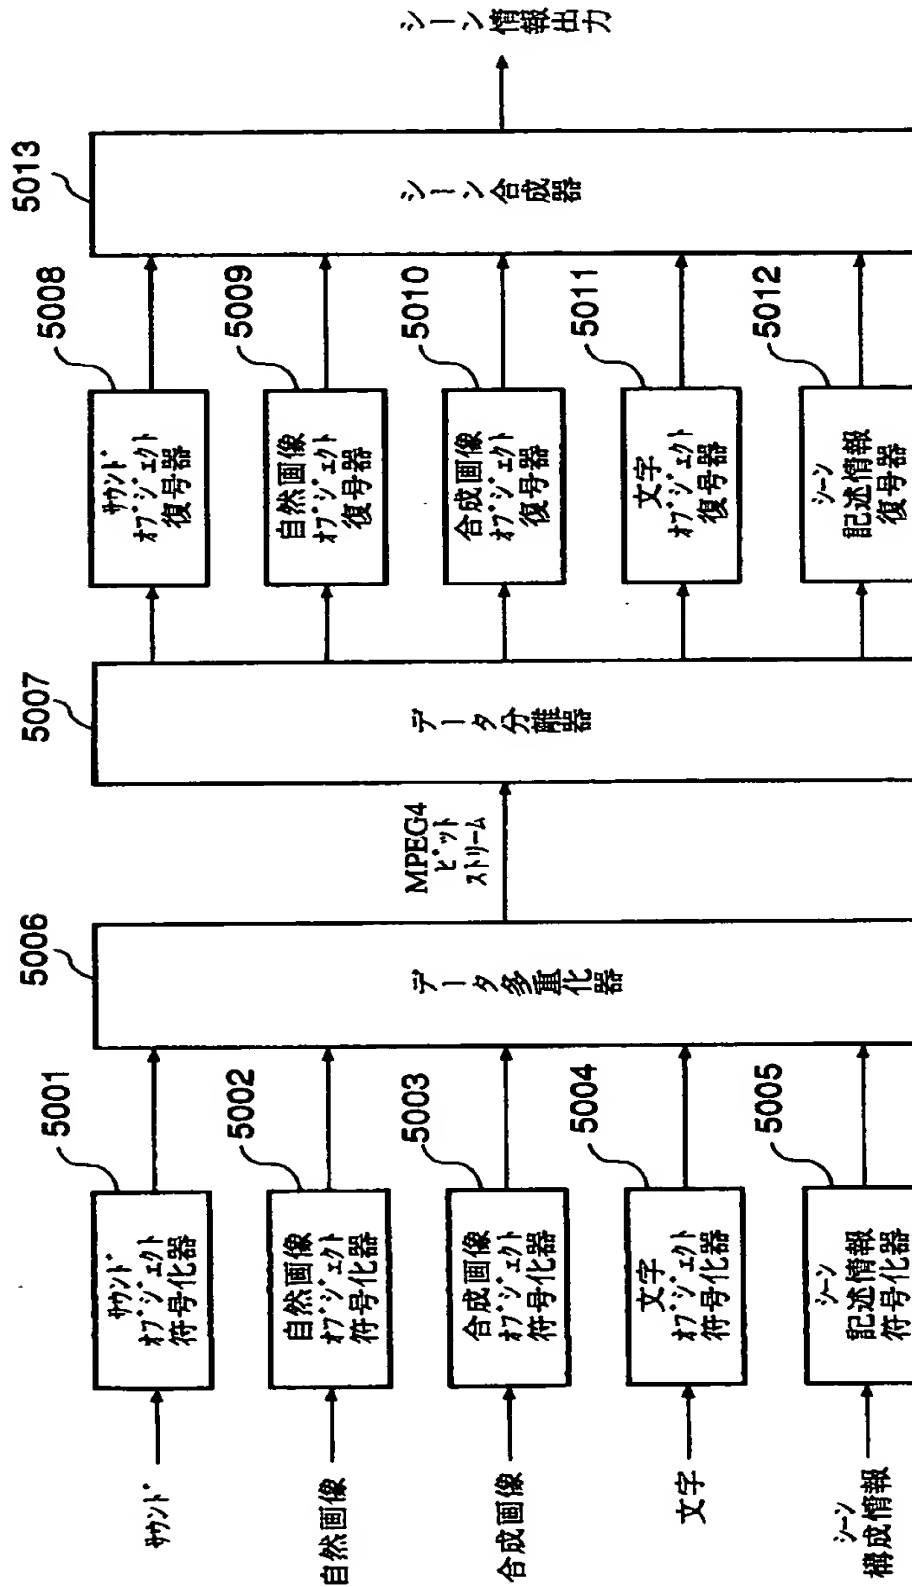 サウンド
自然画像
合成画像
文字
シーン
構成情報
5001
サウンド
オブジェクト
符号化器
5002
自然画像
オブジェクト
符号化器
5003
合成画像
オブジェクト
符号化器
5004
文字
オブジェクト
符号化器
5005
シーン
記述情報
符号化器
5006
データ多重化器
MPEG4
ビット
ストリーム
5007
データ分離器
5008
サウンド
オブジェクト
復号器
5009
自然画像
オブジェクト
復号器
5010
合成画像
オブジェクト
復号器
5011
文字
オブジェクト
復号器
5012
シーン
記述情報
復号器
5013
シーン合成器
シーン情報出力